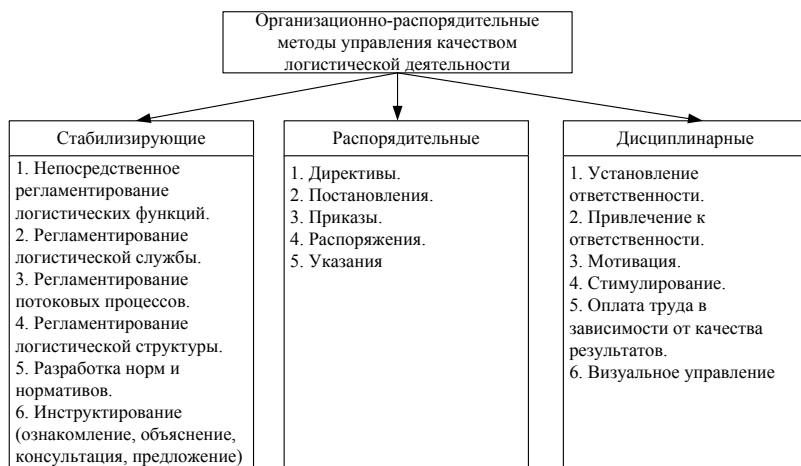 Организационно-распорядительные
методы управления качеством
логистической деятельности
Стабилизирующие
1. Непосредственное
регламентирование
логистических функций.
2. Регламентирование
логистической службы.
3. Регламентирование
потоковых процессов.
4. Регламентирование
логистической структуры.
5. Разработка норм и
нормативов.
6. Инструктирование
(ознакомление, объяснение,
консультация, предложение)
Распорядительные
1. Директивы.
2. Постановления.
3. Приказы.
4. Распоряжения.
5. Указания
Дисциплинарные
1. Установление
ответственности.
2. Привлечение к
ответственности.
3. Мотивация.
4. Стимулирование.
5. Оплата труда в
зависимости от качества
результатов.
6. Визуальное управление